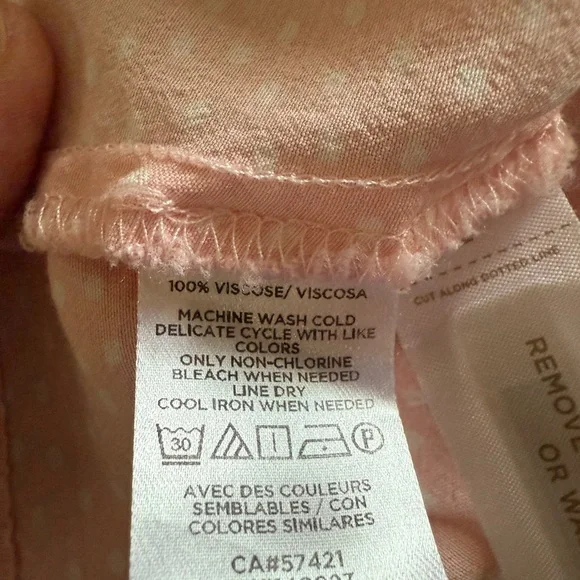 100% VISCOSE/ VISCOSA
MACHINE WASH COLD
DELICATE CYCLE WITH LIKE
COLORS
ONLY NON-CHLORINE
BLEACH WHEN NEEDED
LINE DRY
COOL IRON WHEN NEEDED
30 P
AVEC DES COULEURS
SEMBLABLES / CON
COLORES SIMILARES
CA#57421
CUT ALONG DOTTED LINE
REMOVE
OR WA